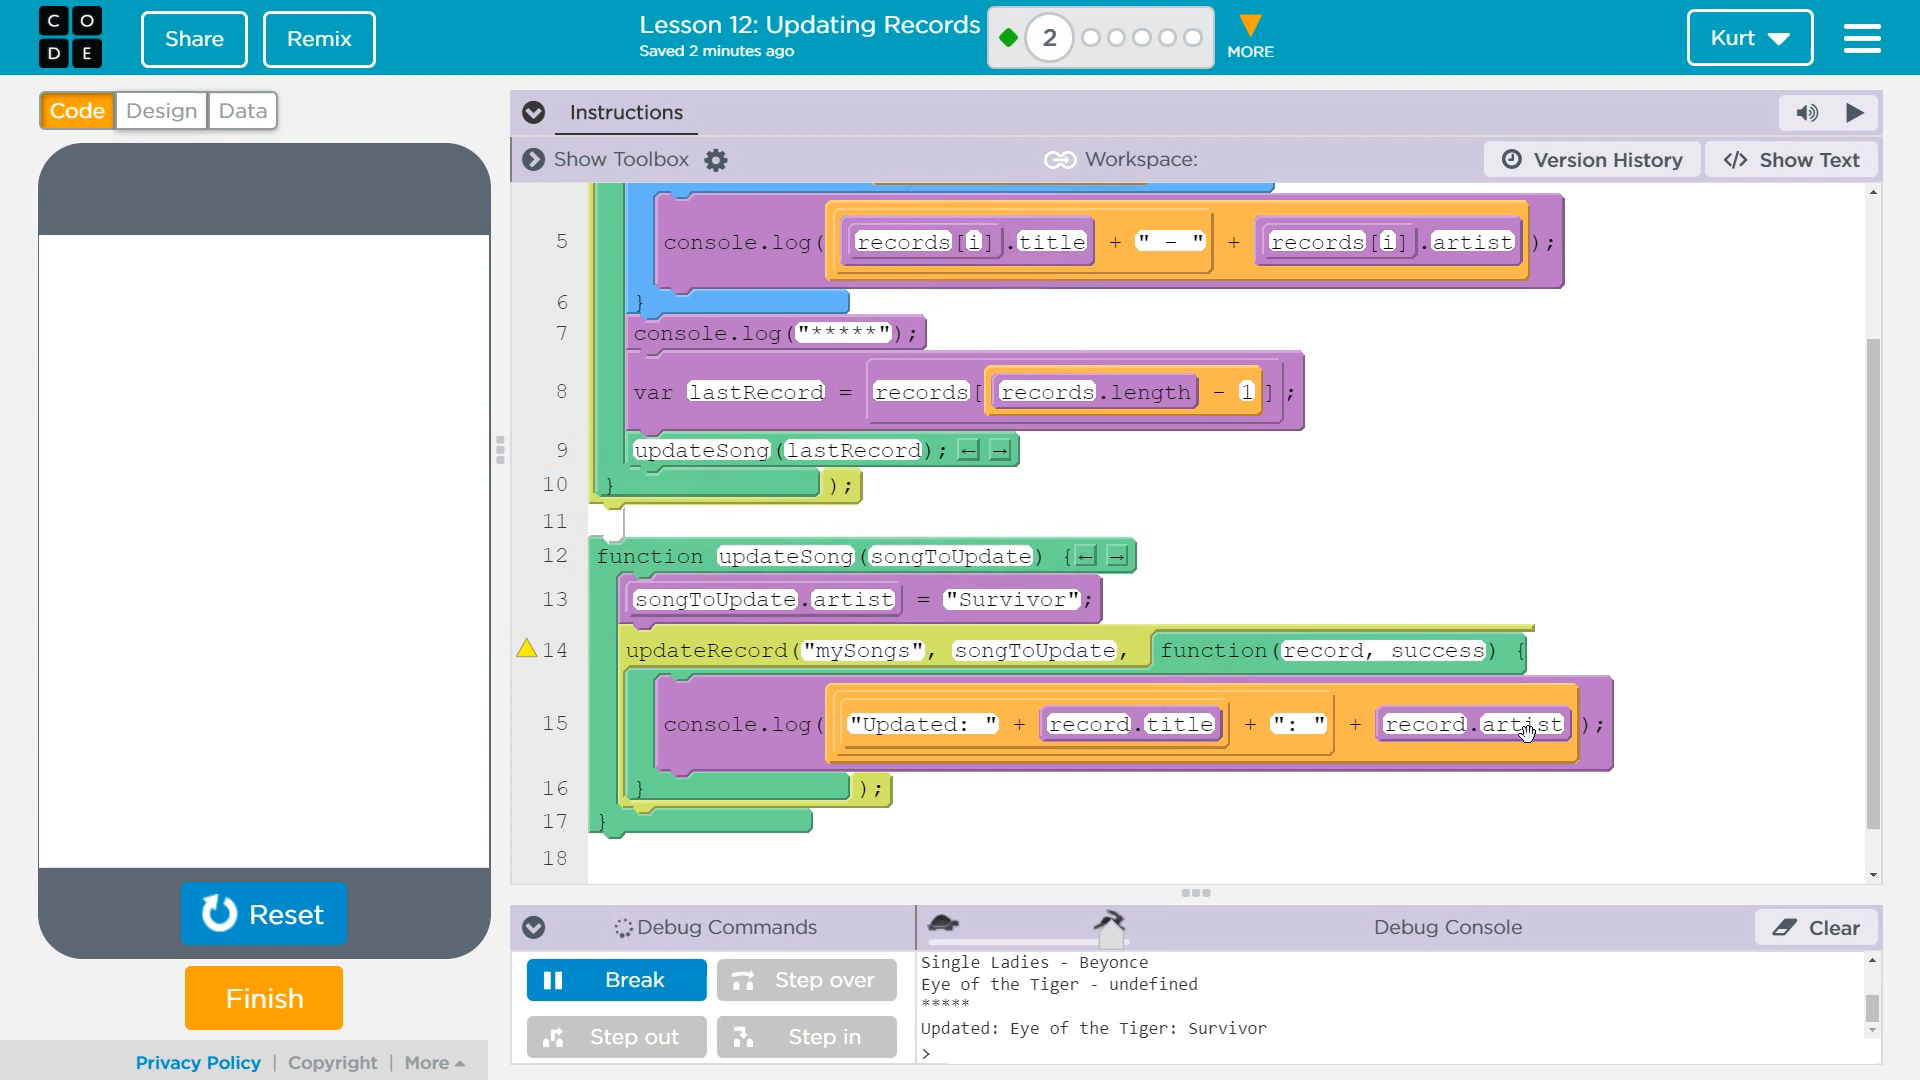 C O
D E
Share
Remix
Lesson 12: Updating Records
Saved 2 minutes ago
2
MORE
Kurt
Code
Design
Data
Instructions
Show Toolbox
Workspace:
Version History
</> Show Text
5 console.log(records[i].title + " - " + records[i].artist);
6 }
7 console.log("*****");
8 var lastRecord = records[records.length - 1];
9 updateSong(lastRecord); ← →
10 } );
11
12 function updateSong(songToUpdate) { ← →
13 songToUpdate.artist = "Survivor";
14 updateRecord("mySongs", songToUpdate, function(record, success) {
15 console.log("Updated: " + record.title + ": " + record.artist);
16 } );
17 }
18
Reset
Finish
Privacy Policy | Copyright | More
Debug Commands
Debug Console
Clear
Break
Step over
Step out
Step in
Single Ladies - Beyonce
Eye of the Tiger - undefined
*****
Updated: Eye of the Tiger: Survivor
>